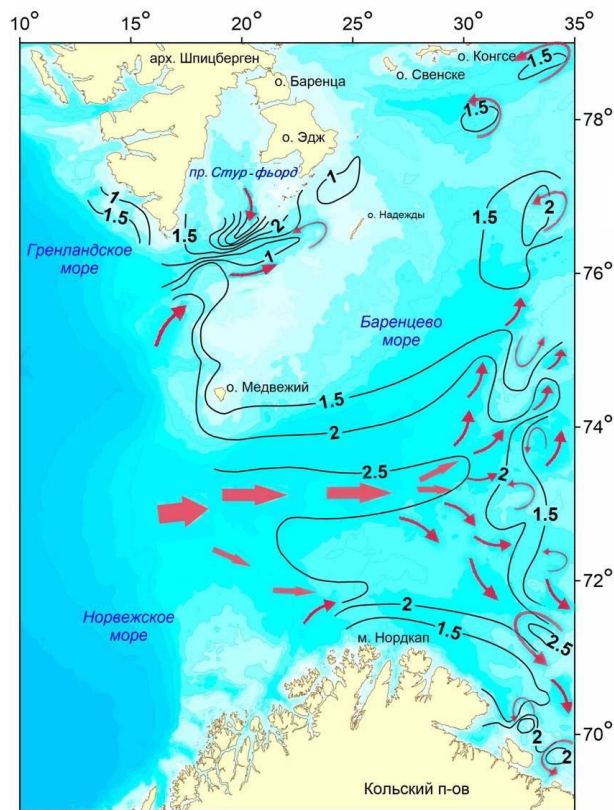 10° 15° 20° 25° 30° 35°
арх. Шпицберген
о. Конгсе
1.5
о. Баренца
о. Свенске
1.5
78°
о. Эдж
пр. Стур-фьорд
1
1
1.5
1.5
2
о. Надежды
1.5
2
Гренландское
море
1
76°
Баренцево
море
о. Медвежий
1.5
2
74°
2.5
2
1.5
72°
Норвежское
море
2
1.5
м. Нордкап
2.5
2
70°
2
Кольский п-ов